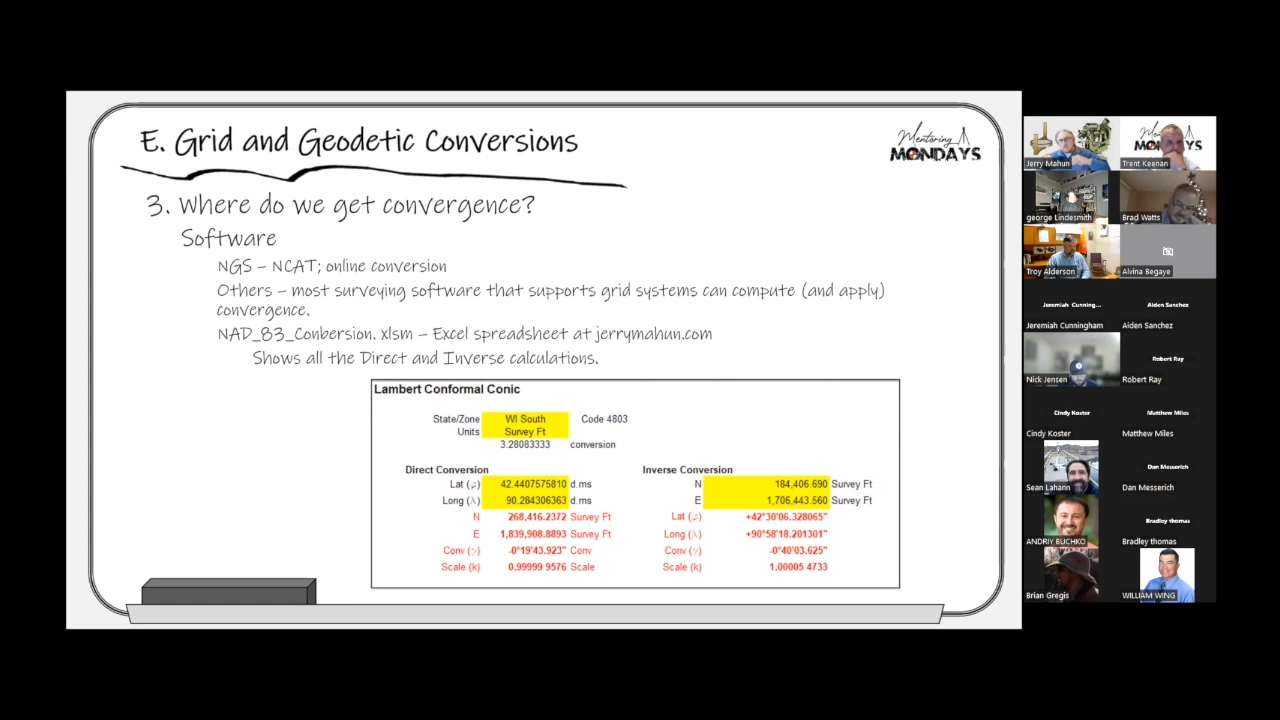 E. Grid and Geodetic Conversions
Mentoring
MONDAYS
3. Where do we get convergence?
Software
NGS – NCAT; online conversion
Others – most surveying software that supports grid systems can compute (and apply)
convergence.
NAD_83_Conbersion. xlsm – Excel spreadsheet at jerrymahun.com
Shows all the Direct and Inverse calculations.
Lambert Conformal Conic
State/Zone WI South Code 4803
Units Survey Ft
3.28083333 conversion
Direct Conversion Inverse Conversion
Lat (φ) 42.4407575810 d.ms N 184,406.690 Survey Ft
Long (λ) 90.284306363 d.ms E 1,706,443.560 Survey Ft
N 268,416.2372 Survey Ft Lat (φ) +42°30'06.328065"
E 1,839,908.8893 Survey Ft Long (λ) +90°58'18.201301"
Conv (γ) -0°19'43.923" Conv Conv (γ) -0°40'03.625"
Scale (k) 0.99999 9576 Scale Scale (k) 1.00005 4733
MONDAYS
Jerry Mahun Trent Keenan
george Lindesmith Brad Watts
Troy Alderson Alvina Begaye
Jeremiah Cunning... Aiden Sanchez
Jeremiah Cunningham Aiden Sanchez
Robert Ray
Nick Jensen Robert Ray
Cindy Koster Matthew Miles
Cindy Koster Matthew Miles
Dan Messerich
Sean Lahann Dan Messerich
Bradley thomas
ANDRIY BUCHKO Bradley thomas
Brian Gregis WILLIAM WING